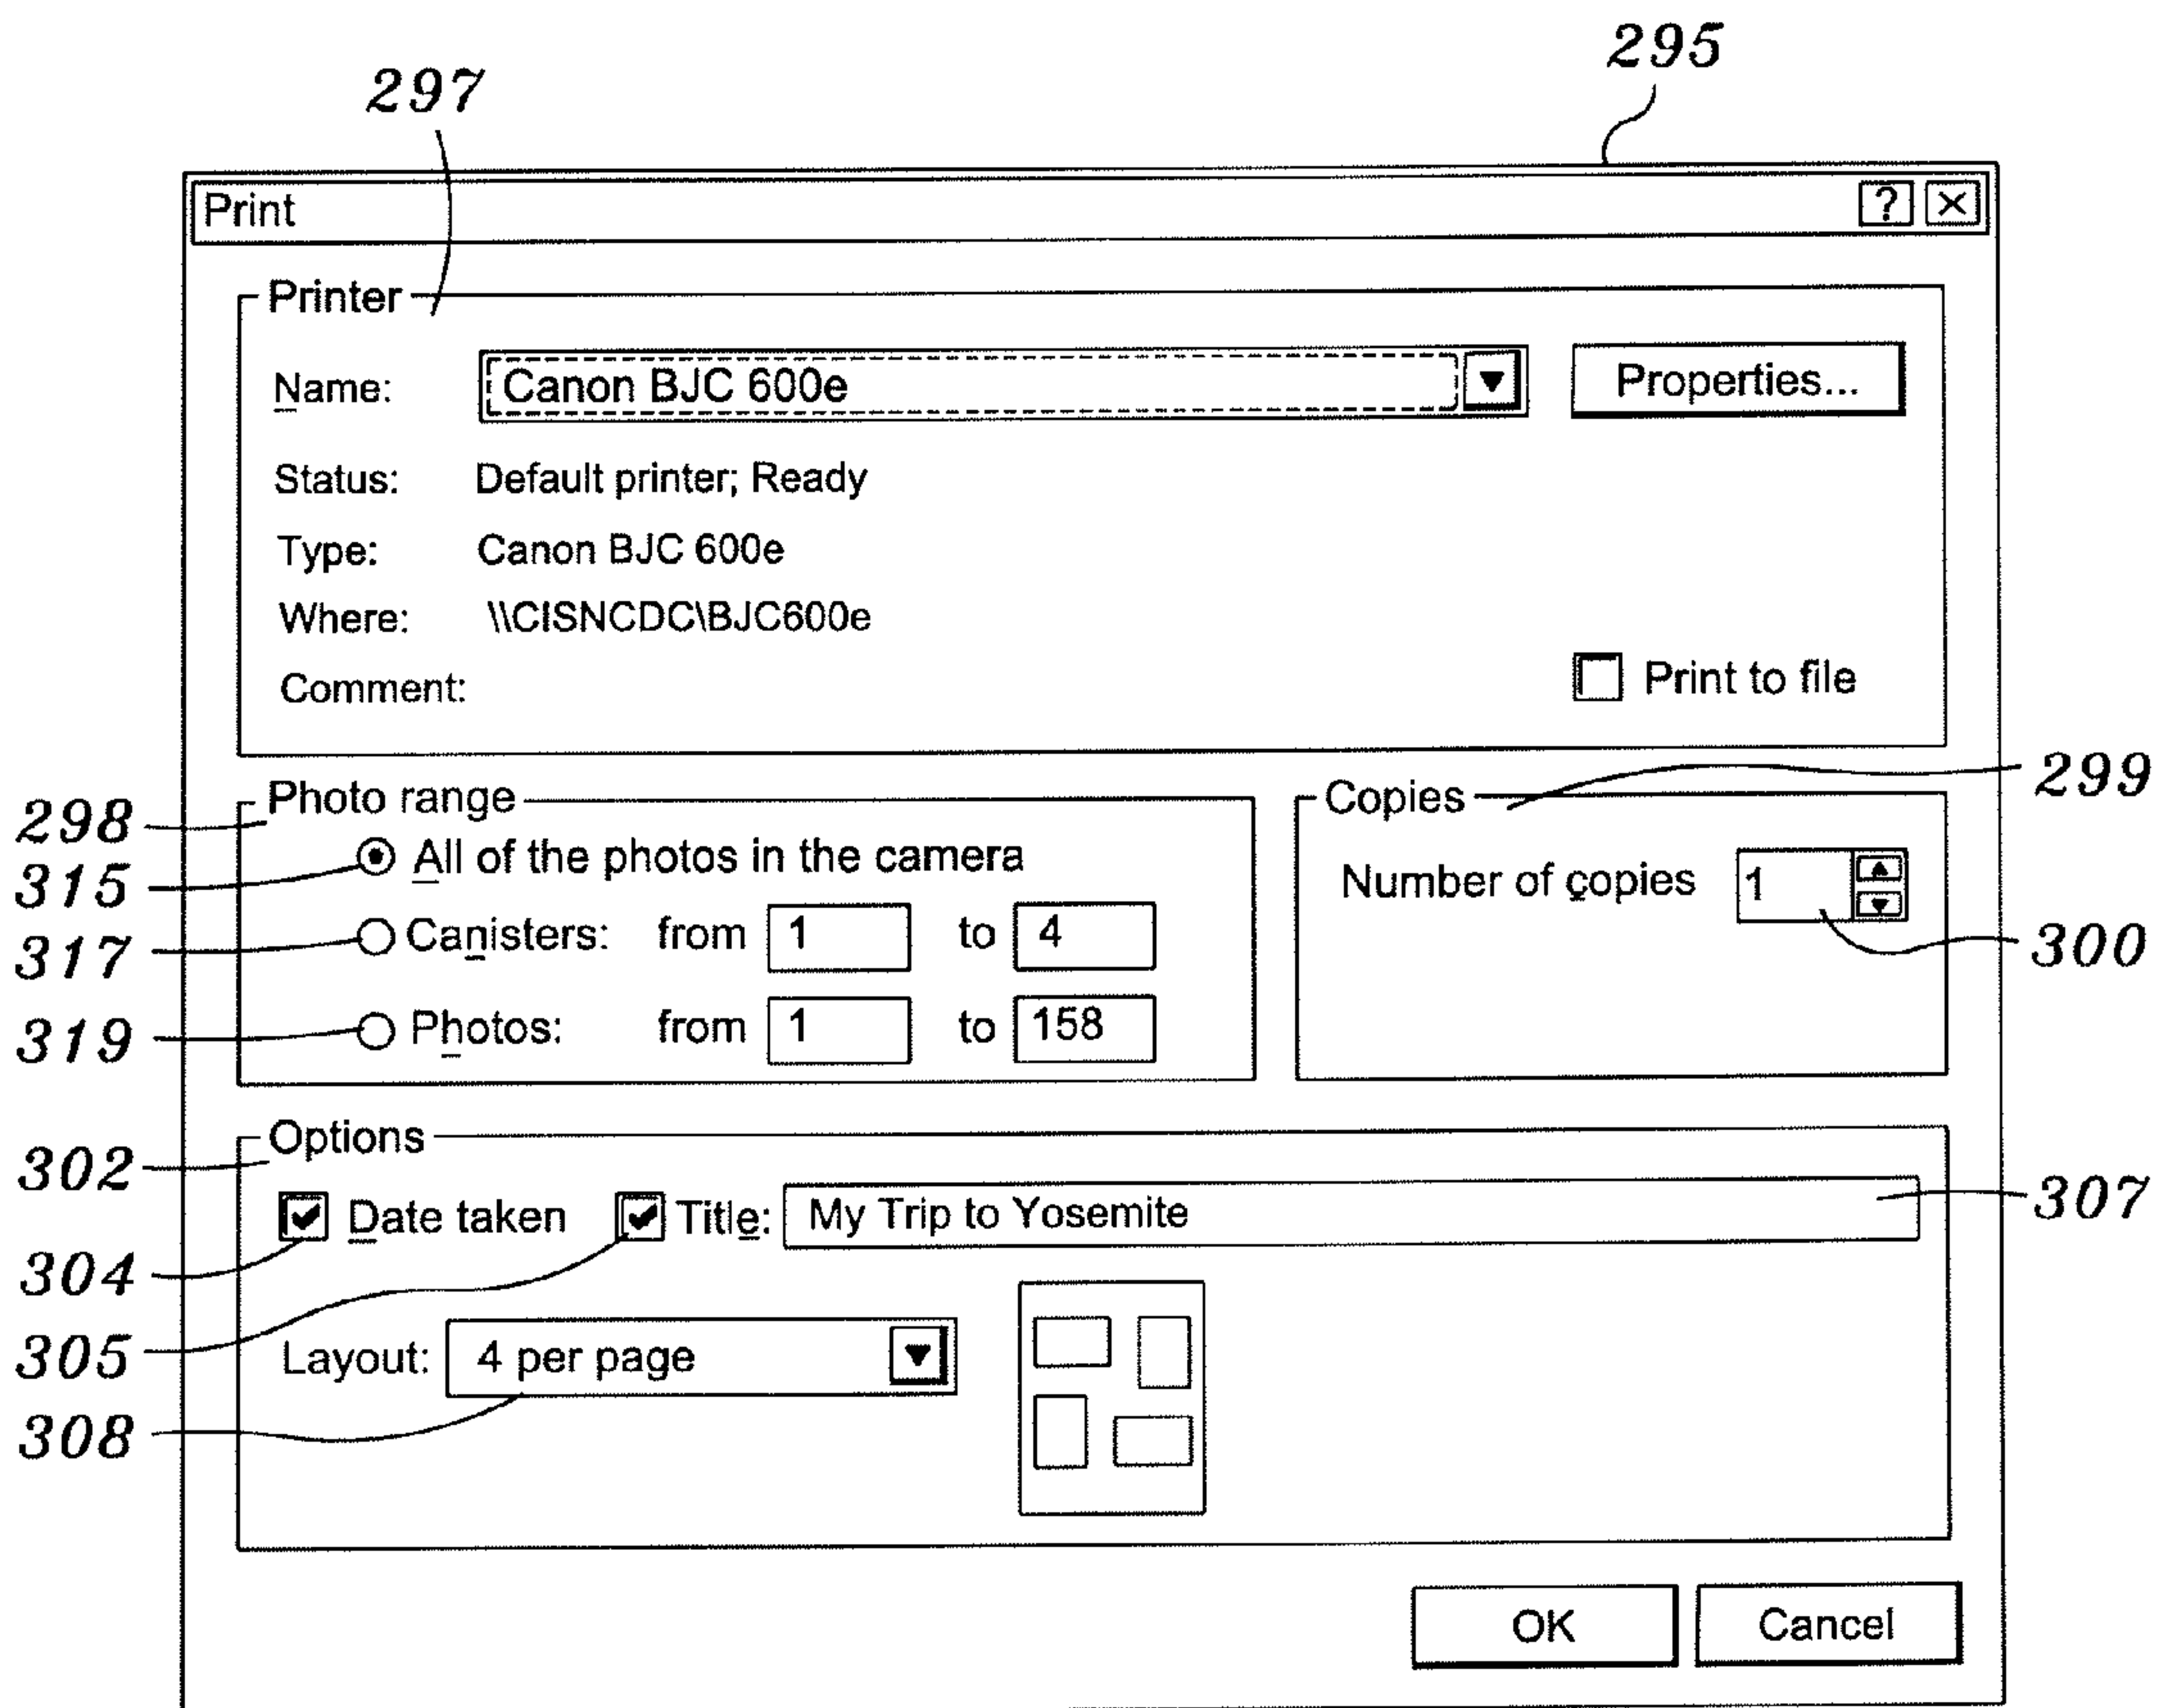 295
297
Print ? ×
Printer
Name: Canon BJC 600e Properties...
Status: Default printer; Ready
Type: Canon BJC 600e
Where: \\CISNCDC\BJC600e
Comment: Print to file
298 Photo range Copies 299
315 All of the photos in the camera Number of copies 1
317 Canisters: from 1 to 4 300
319 Photos: from 1 to 158
302 Options
304 Date taken Title: My Trip to Yosemite 307
305 Layout: 4 per page
308
OK Cancel